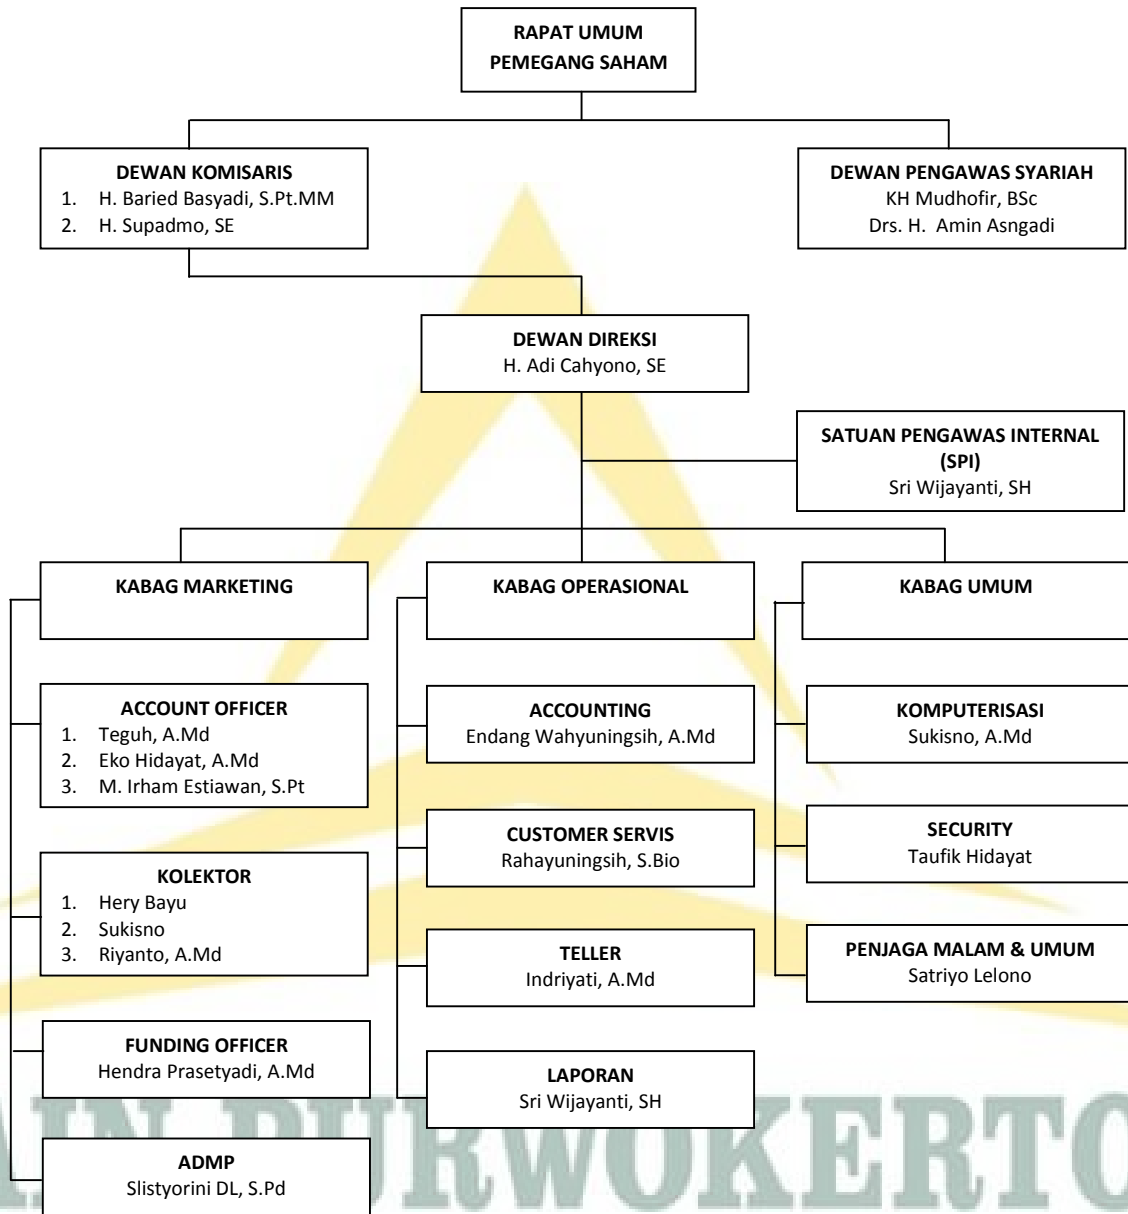 RAPAT UMUM
PEMEGANG SAHAM
DEWAN KOMISARIS
1. H. Baried Basyadi, S.Pt.MM
2. H. Supadmo, SE
DEWAN PENGAWAS SYARIAH
KH Mudhofir, BSc
Drs. H. Amin Asngadi
DEWAN DIREKSI
H. Adi Cahyono, SE
SATUAN PENGAWAS INTERNAL
(SPI)
Sri Wijayanti, SH
KABAG MARKETING
KABAG OPERASIONAL
KABAG UMUM
ACCOUNT OFFICER
1. Teguh, A.Md
2. Eko Hidayat, A.Md
3. M. Irham Estiawan, S.Pt
KOLEKTOR
1. Hery Bayu
2. Sukisno
3. Riyanto, A.Md
FUNDING OFFICER
Hendra Prasetyadi, A.Md
ADMP
Slistyorini DL, S.Pd
ACCOUNTING
Endang Wahyuningsih, A.Md
CUSTOMER SERVIS
Rahayuningsih, S.Bio
TELLER
Indriyati, A.Md
LAPORAN
Sri Wijayanti, SH
KOMPUTERISASI
Sukisno, A.Md
SECURITY
Taufik Hidayat
PENJAGA MALAM & UMUM
Satriyo Lelono
IAIN PURWOKERTO